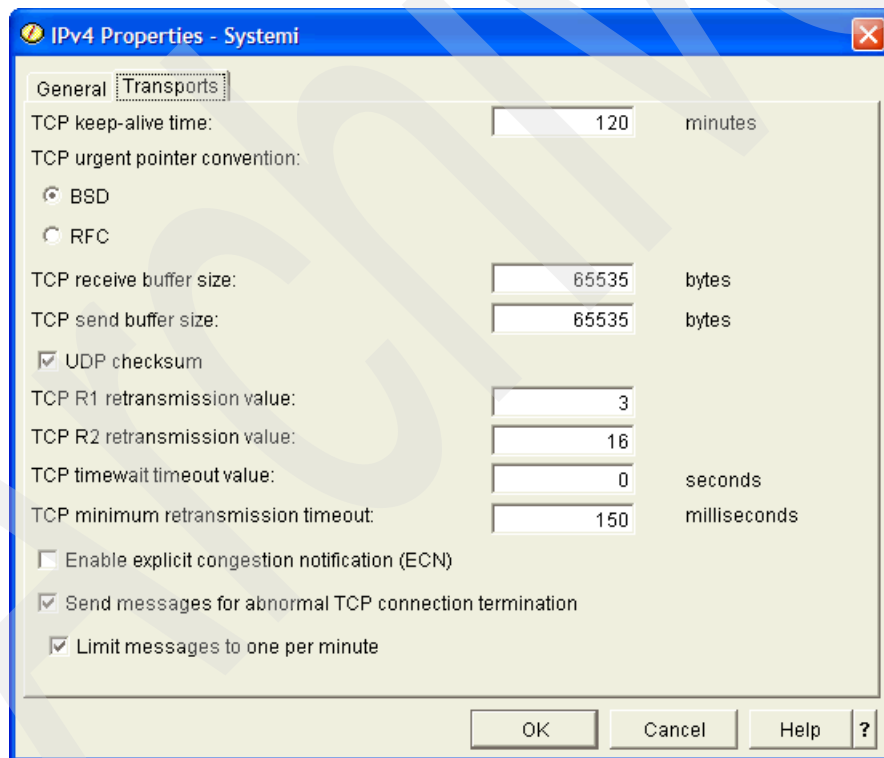 IPv4 Properties - Systemi
General Transports
TCP keep-alive time: 120 minutes
TCP urgent pointer convention:
BSD
RFC
TCP receive buffer size: 65535 bytes
TCP send buffer size: 65535 bytes
UDP checksum
TCP R1 retransmission value: 3
TCP R2 retransmission value: 16
TCP timewait timeout value: 0 seconds
TCP minimum retransmission timeout: 150 milliseconds
Enable explicit congestion notification (ECN)
Send messages for abnormal TCP connection termination
Limit messages to one per minute
OK Cancel Help ?